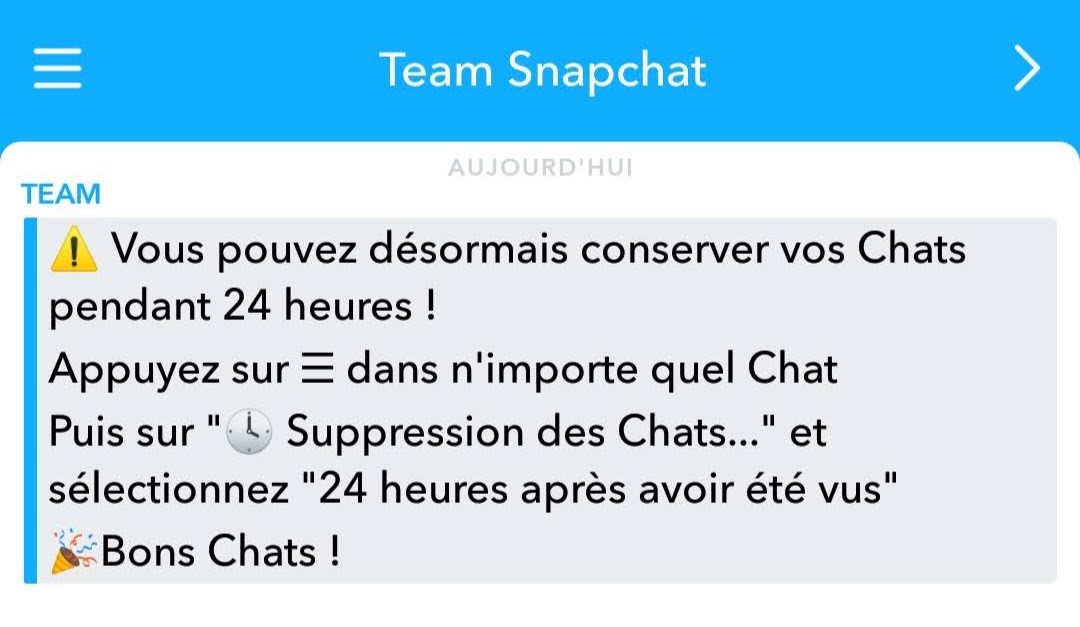 Team Snapchat
AUJOURD'HUI
TEAM
⚠️ Vous pouvez désormais conserver vos Chats
pendant 24 heures !
Appuyez sur ☰ dans n'importe quel Chat
Puis sur "🕓 Suppression des Chats..." et
sélectionnez "24 heures après avoir été vus"
🎉Bons Chats !